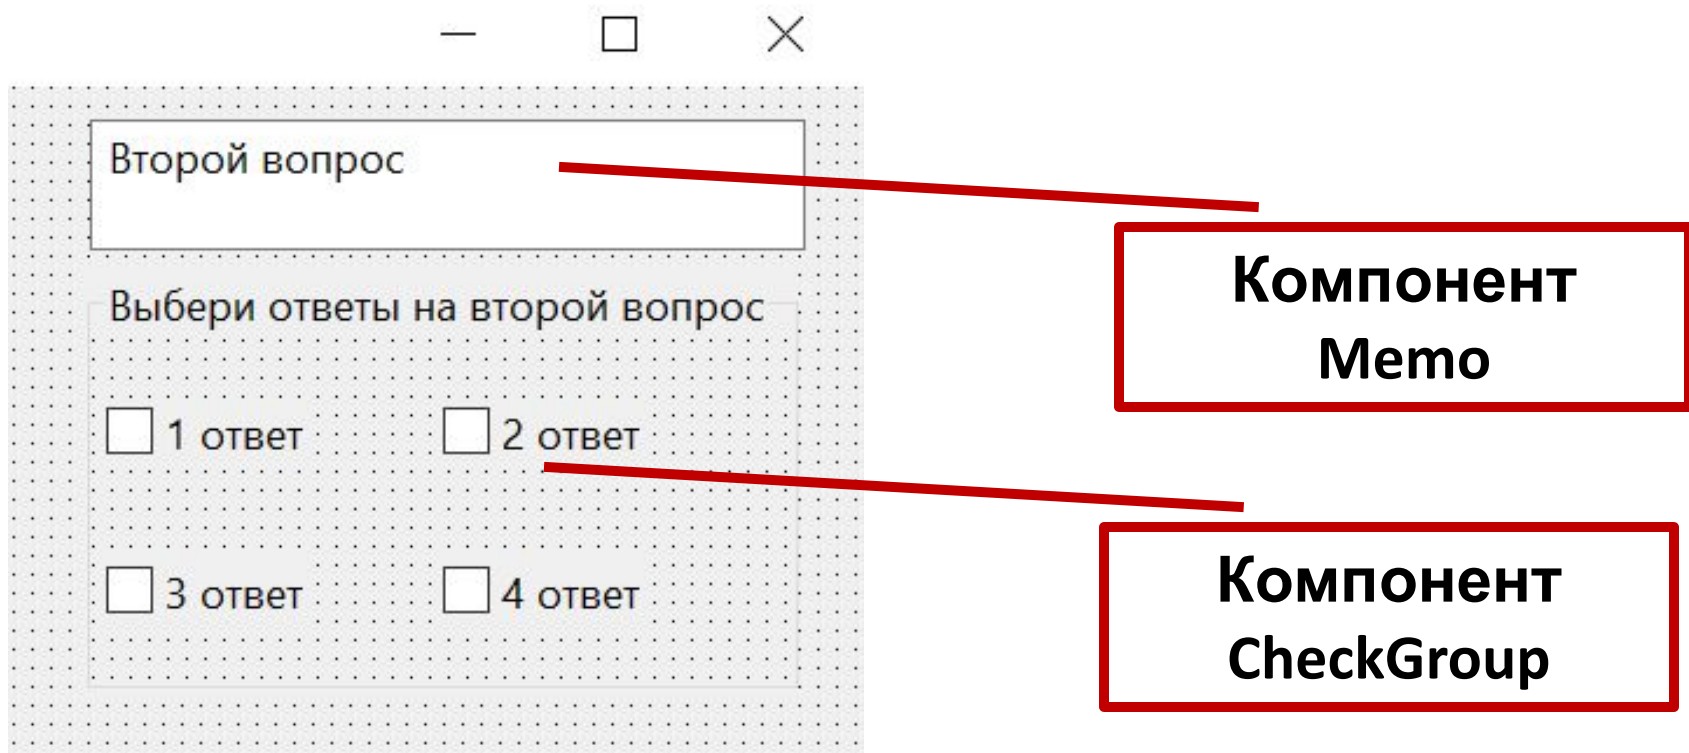 Второй вопрос
Выбери ответы на второй вопрос
1 ответ
2 ответ
3 ответ
4 ответ
Компонент
Memo
Компонент
CheckGroup